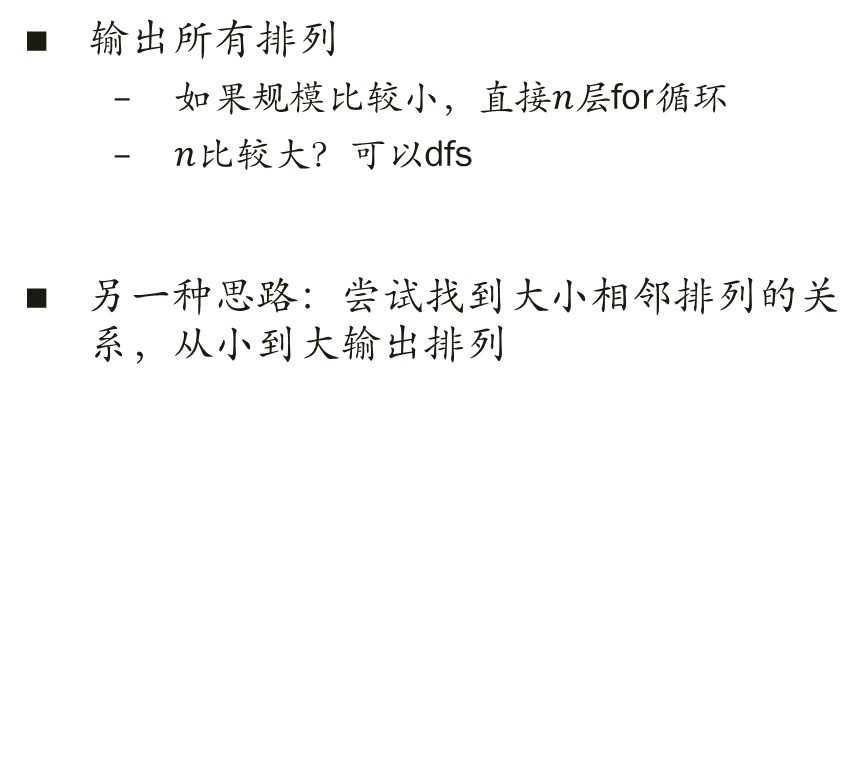 ■ 输出所有排列
– 如果规模比较小，直接n层for循环
– n比较大？可以dfs
■ 另一种思路：尝试找到大小相邻排列的关
系，从小到大输出排列